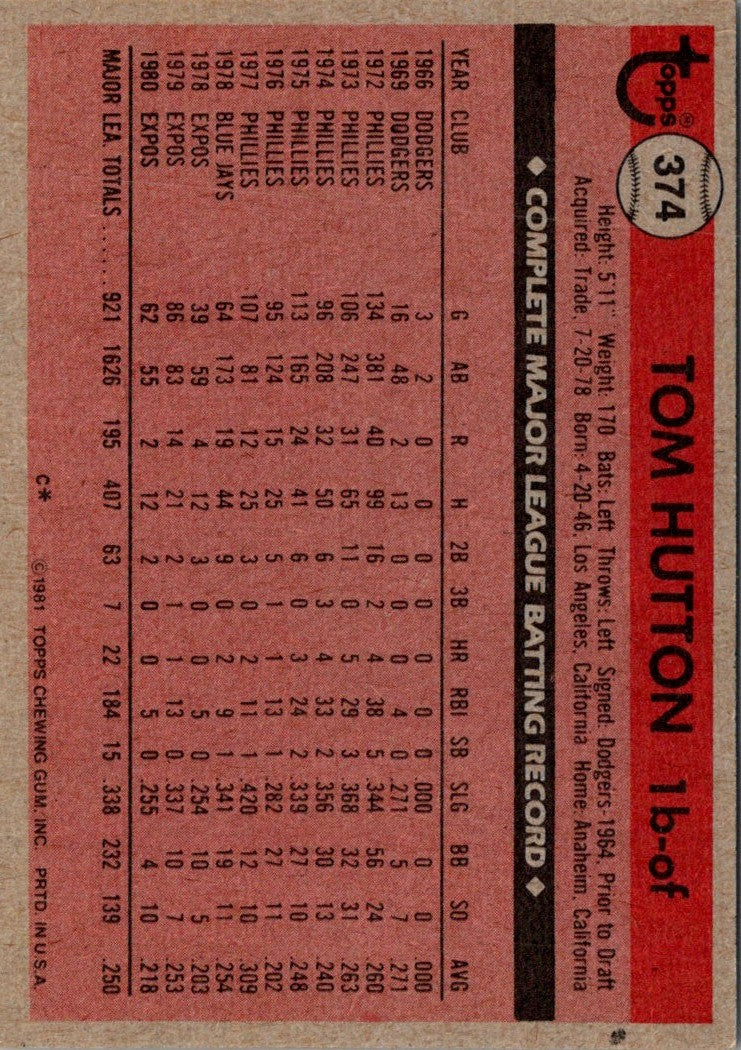 topps®
374
TOM HUTTON 1b-of
Height: 5'11" Weight: 170 Bats: Left Throws: Left Signed: Dodgers-1964, Prior to Draft
Acquired: Trade, 7-20-78 Born: 4-20-46, Los Angeles, California Home: Anaheim, California
◆ COMPLETE MAJOR LEAGUE BATTING RECORD ◆
YEAR CLUB G AB R H 2B 3B HR RBI SB SLG BB SO AVG
1966 DODGERS 3 2 0 0 0 0 0 0 0 .000 0 0 .000
1969 DODGERS 16 48 2 13 0 0 0 4 0 .271 5 7 .271
1972 PHILLIES 134 381 40 99 16 2 4 38 5 .344 56 24 .260
1973 PHILLIES 106 247 31 65 11 0 5 29 3 .368 32 31 .263
1974 PHILLIES 96 208 32 50 6 3 4 33 2 .356 30 13 .240
1975 PHILLIES 113 165 24 41 6 0 3 24 2 .339 27 10 .248
1976 PHILLIES 95 124 15 25 5 1 1 13 1 .282 27 11 .202
1977 PHILLIES 107 81 12 25 3 0 2 11 1 .420 12 10 .309
1978 BLUE JAYS 64 173 19 44 9 0 2 9 1 .341 19 11 .254
1978 EXPOS 39 59 4 12 3 0 0 5 0 .254 10 5 .203
1979 EXPOS 86 83 14 21 2 1 1 13 0 .337 10 7 .253
1980 EXPOS 62 55 2 12 2 0 0 5 0 .255 4 10 .218
MAJOR LEA. TOTALS ...... 921 1626 195 407 63 7 22 184 15 .338 232 139 .250
C* ©1981 TOPPS CHEWING GUM, INC. PRTD. IN U.S.A.